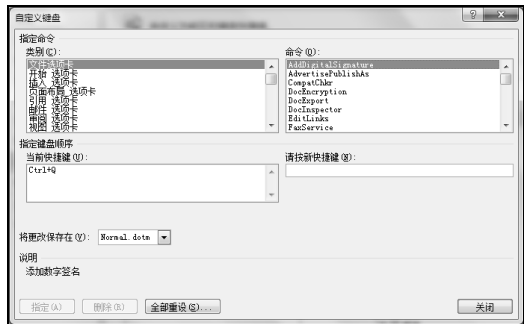 自定义键盘
指定命令
类别(C):
命令(O):
文件选项卡
开始 选项卡
插入 选项卡
页面布局 选项卡
引用 选项卡
邮件 选项卡
审阅 选项卡
视图 选项卡
AddDigitalSignature
AdvertisePublishAs
CompatChkr
DocEncryption
DocExport
DocInspector
EditLinks
FaxService
指定键盘顺序
当前快捷键(U):
请按新快捷键(N):
Ctrl+Q
将更改保存在(V):
Normal.dotm
说明
添加数字签名
指定(A)
删除(R)
全部重设(S)...
关闭